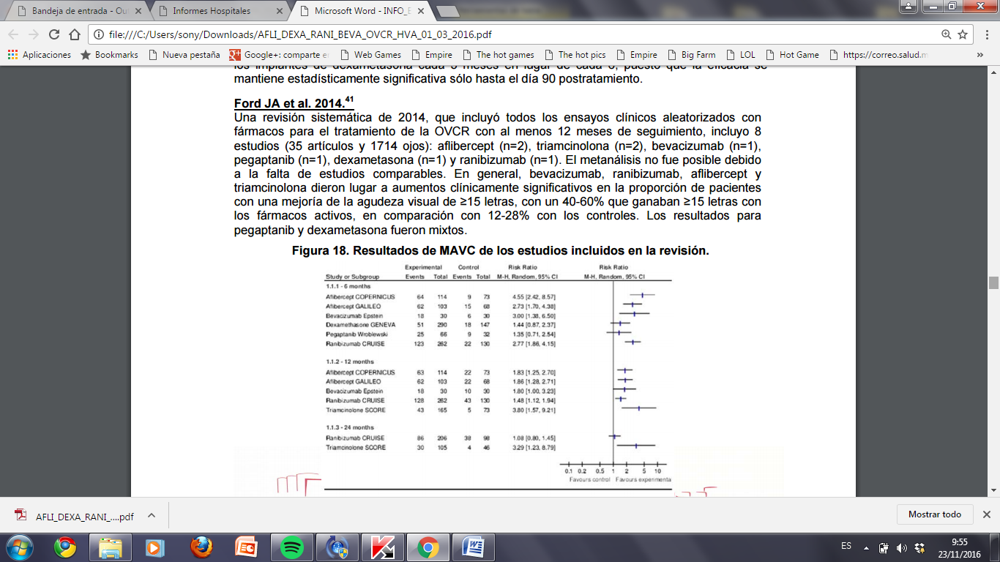 Bandeja de entrada - Ou
Informes Hospitales
Microsoft Word - INFO_E
file:///C:/Users/sony/Downloads/AFLI_DEXA_RANI_BEVA_OVCR_HVA_01_03_2016.pdf
Aplicaciones Bookmarks Nueva pestaña Google+: comparte e Web Games Empire The hot games The hot pics Empire Big Farm LOL Hot Game https://correo.salud.m »
los implantes de dexametasona cada 5 meses en lugar de cada 6, puesto que la eficacia se
mantiene estadísticamente significativa sólo hasta el día 90 postratamiento.
Ford JA et al. 2014.41
Una revisión sistemática de 2014, que incluyó todos los ensayos clínicos aleatorizados con
fármacos para el tratamiento de la OVCR con al menos 12 meses de seguimiento, incluyo 8
estudios (35 artículos y 1714 ojos): aflibercept (n=2), triamcinolona (n=2), bevacizumab (n=1),
pegaptanib (n=1), dexametasona (n=1) y ranibizumab (n=1). El metanálisis no fue posible debido
a la falta de estudios comparables. En general, bevacizumab, ranibizumab, aflibercept y
triamcinolona dieron lugar a aumentos clínicamente significativos en la proporción de pacientes
con una mejoría de la agudeza visual de ≥15 letras, con un 40-60% que ganaban ≥15 letras con
los fármacos activos, en comparación con 12-28% con los controles. Los resultados para
pegaptanib y dexametasona fueron mixtos.
Figura 18. Resultados de MAVC de los estudios incluidos en la revisión.
Experimental Control Risk Ratio Risk Ratio
Study or Subgroup Events Total Events Total M-H, Random, 95% CI M-H, Random, 95% CI
1.1.1 - 6 months
Aflibercept COPERNICUS 64 114 9 73 4.55 [2.42, 8.57]
Aflibercept GALILEO 62 103 15 68 2.73 [1.70, 4.38]
Bevacizumab Epstein 18 30 6 30 3.00 [1.38, 6.50]
Dexamethasone GENEVA 51 290 18 147 1.44 [0.87, 2.37]
Pegaptanib Wroblewski 25 66 9 32 1.35 [0.71, 2.54]
Ranibizumab CRUISE 123 262 22 130 2.77 [1.86, 4.15]
1.1.2 - 12 months
Aflibercept COPERNICUS 63 114 22 73 1.83 [1.25, 2.70]
Aflibercept GALILEO 62 103 22 68 1.86 [1.28, 2.71]
Bevacizumab Epstein 18 30 10 30 1.80 [1.00, 3.23]
Ranibizumab CRUISE 128 262 43 130 1.48 [1.12, 1.94]
Triamcinolone SCORE 43 165 5 73 3.80 [1.57, 9.21]
1.1.3 - 24 months
Ranibizumab CRUISE 86 206 38 98 1.08 [0.80, 1.45]
Triamcinolone SCORE 30 105 4 46 3.29 [1.23, 8.79]
0.1 0.2 0.5 1 2 5 10
Favours control Favours experimenta
AFLI_DEXA_RANI_....pdf
Mostrar todo
ES
9:55
23/11/2016